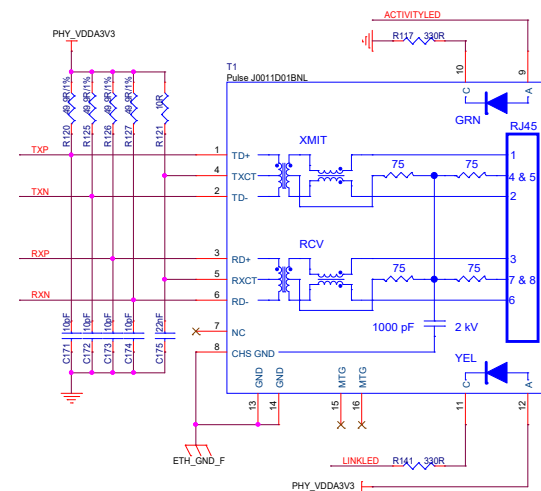 ACTIVITYLED
PHY_VDDA3V3
R117 330R
T1
Pulse J0011D01BNL
10
9
C
A
GRN
RJ45
49.9R/1%
49.9R/1%
49.9R/1%
49.9R/1%
10R
R120
R125
R126
R127
R121
XMIT
TXP
1
TD+
75
75
1
4
TXCT
4 & 5
TXN
2
TD-
2
RCV
RXP
3
RD+
75
75
3
5
RXCT
7 & 8
RXN
6
RD-
6
10pF
10pF
10pF
10pF
22nF
C171
C172
C173
C174
C175
7
NC
1000 pF
2 kV
8
CHS GND
YEL
GND
GND
MTG
MTG
C
A
13
14
15
16
11
12
ETH_GND_F
LINKLED
R141 330R
PHY_VDDA3V3